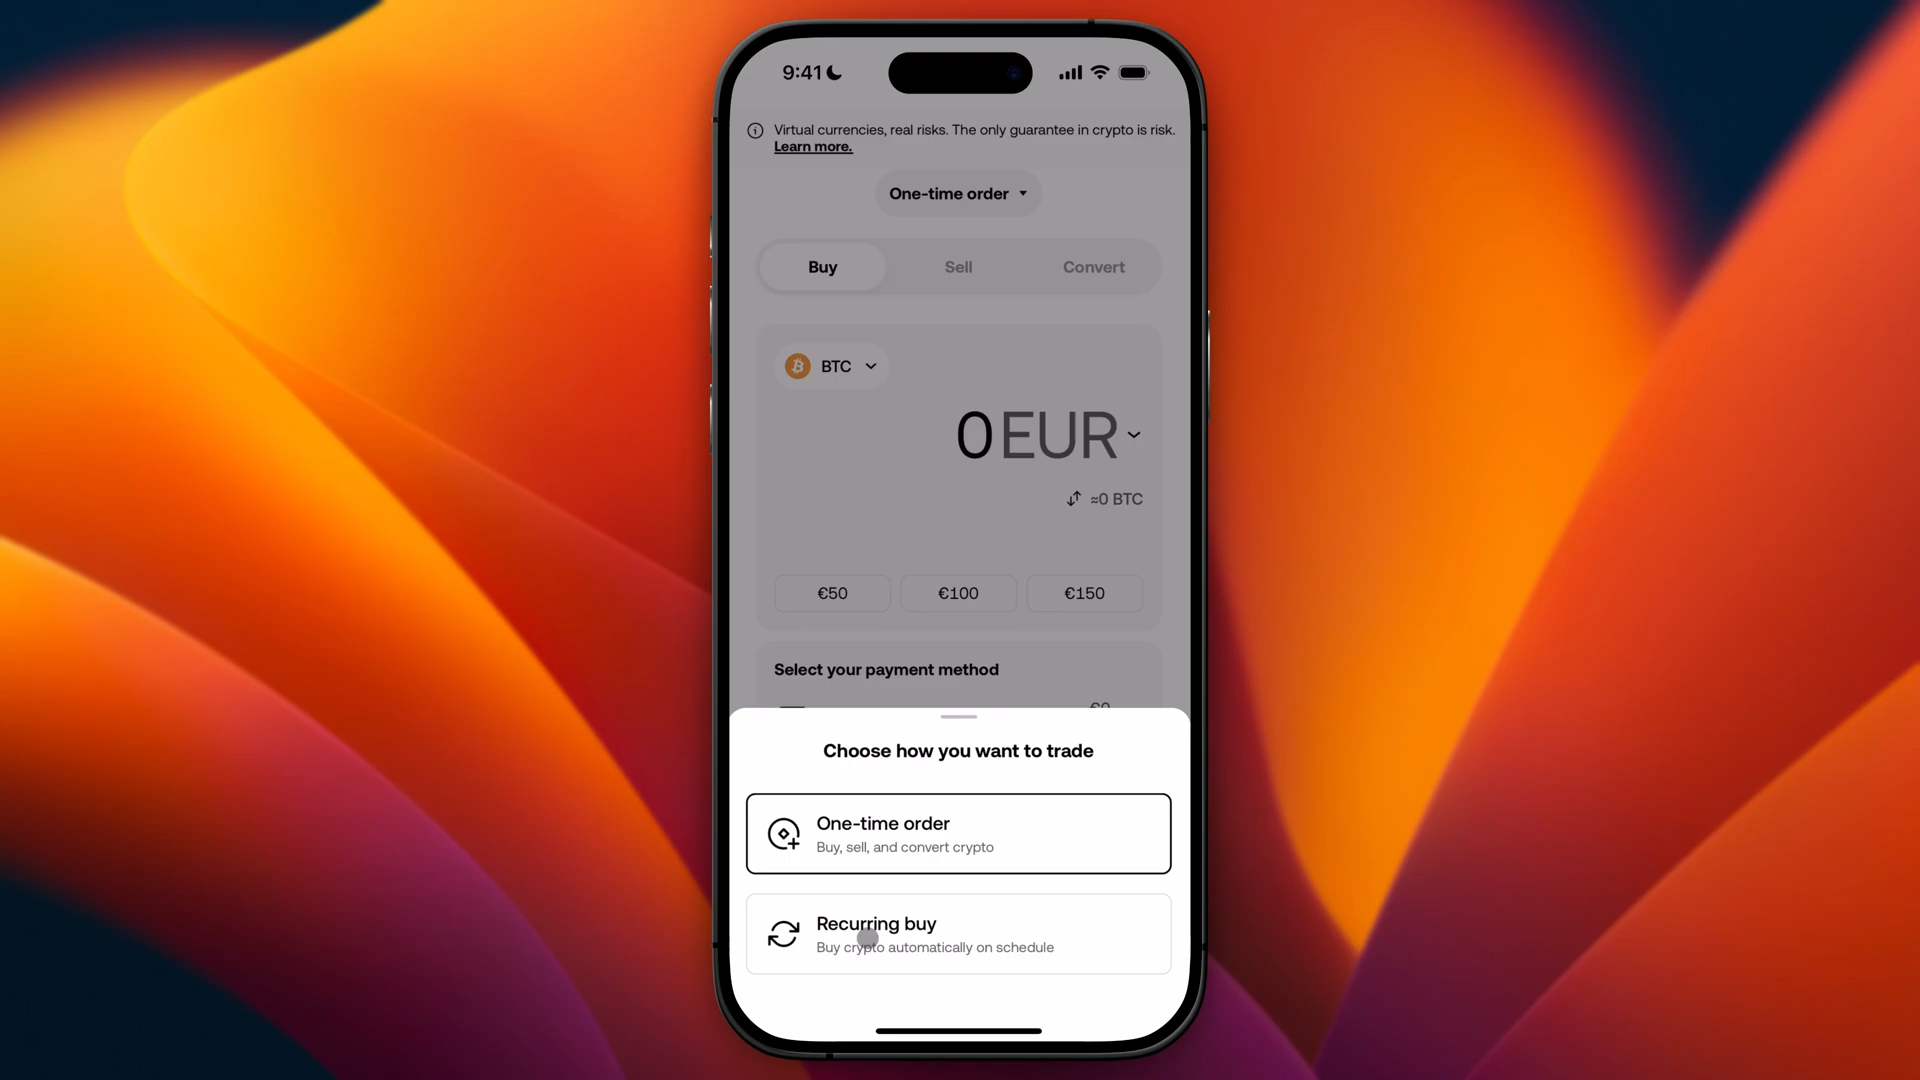 9:41
Virtual currencies, real risks. The only guarantee in crypto is risk.
Learn more.
One-time order
Buy Sell Convert
BTC
0 EUR
≈0 BTC
€50 €100 €150
Select your payment method
€0
Choose how you want to trade
One-time order
Buy, sell, and convert crypto
Recurring buy
Buy crypto automatically on schedule